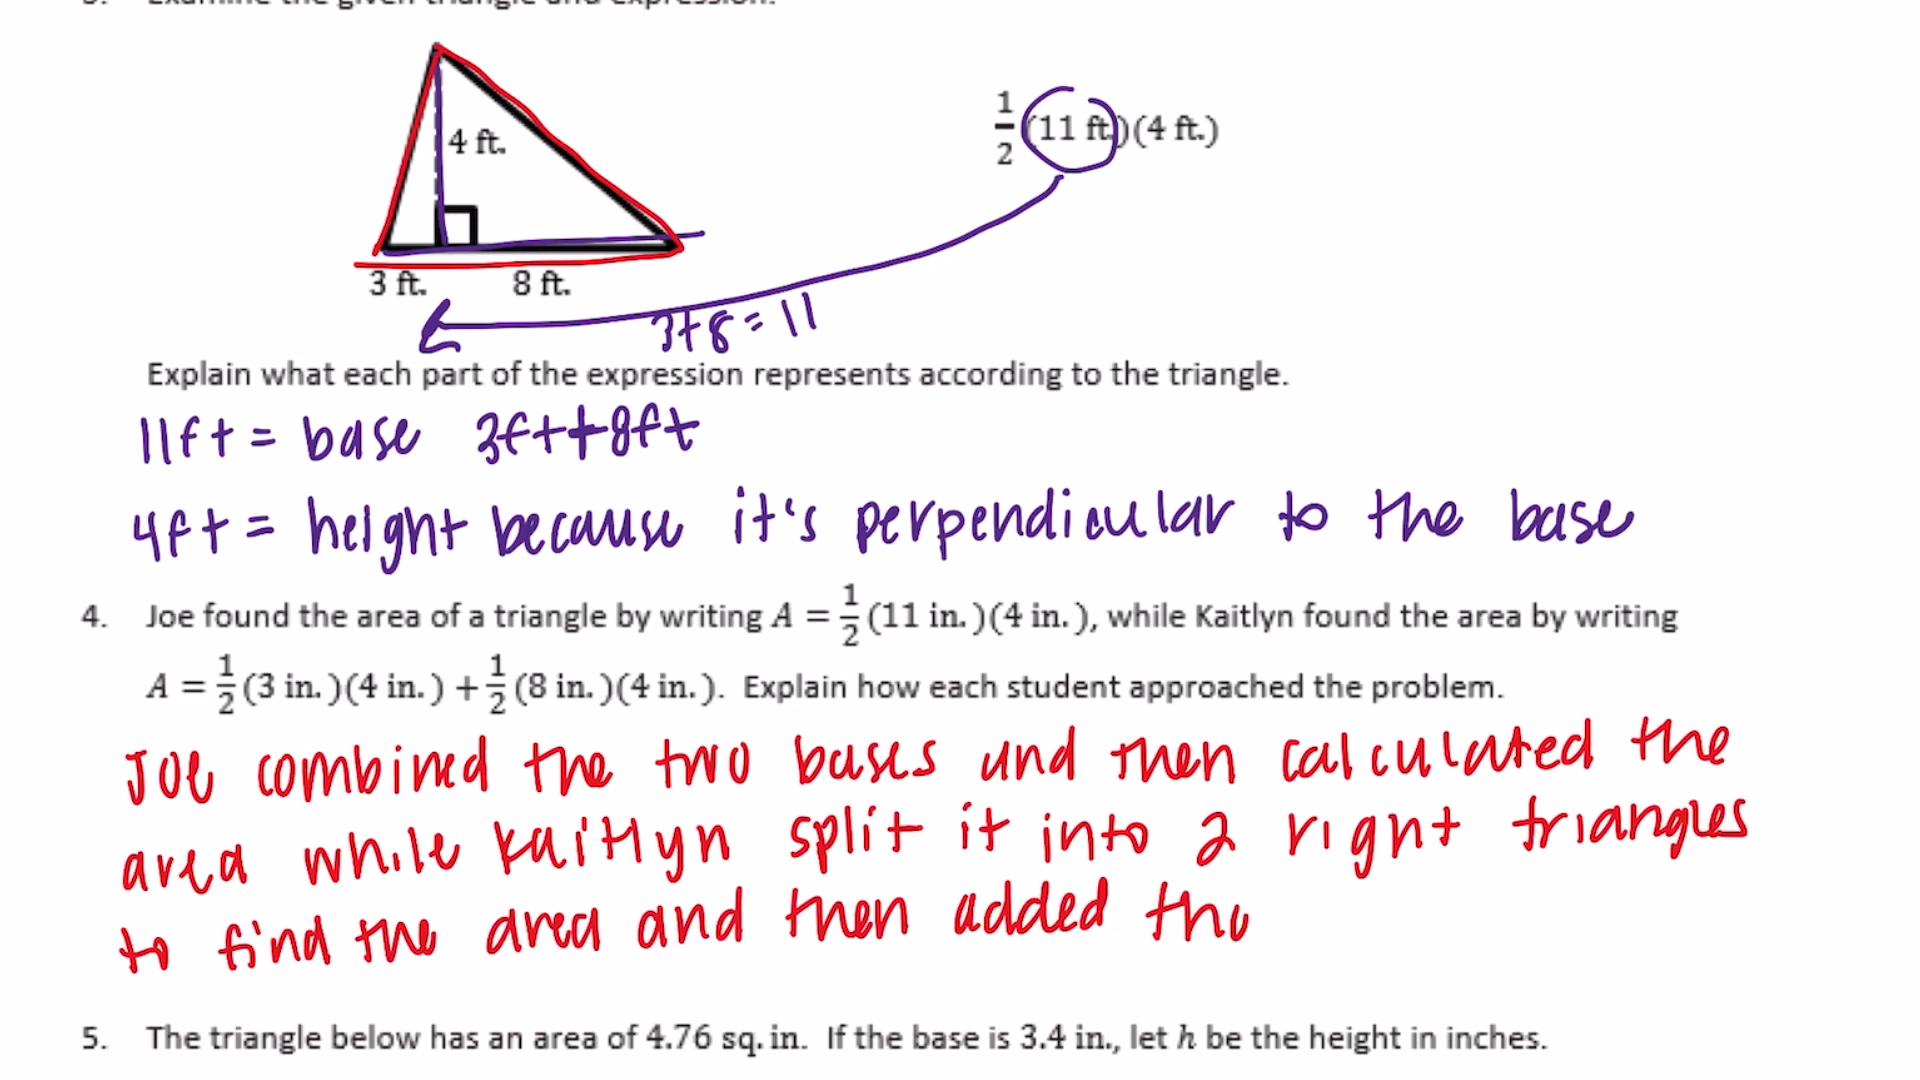 3. Examine the given triangle and expression.
4 ft.
1/2 (11 ft.)(4 ft.)
3 ft. 8 ft.
3+8=11
Explain what each part of the expression represents according to the triangle.
11ft = base 3ft+8ft
4ft = height because it's perpendicular to the base
4. Joe found the area of a triangle by writing A = 1/2 (11 in.)(4 in.), while Kaitlyn found the area by writing
A = 1/2 (3 in.)(4 in.) + 1/2 (8 in.)(4 in.). Explain how each student approached the problem.
Joe combined the two bases and then calculated the
area while Kaitlyn split it into 2 right triangles
to find the area and then added the
5. The triangle below has an area of 4.76 sq. in. If the base is 3.4 in., let h be the height in inches.